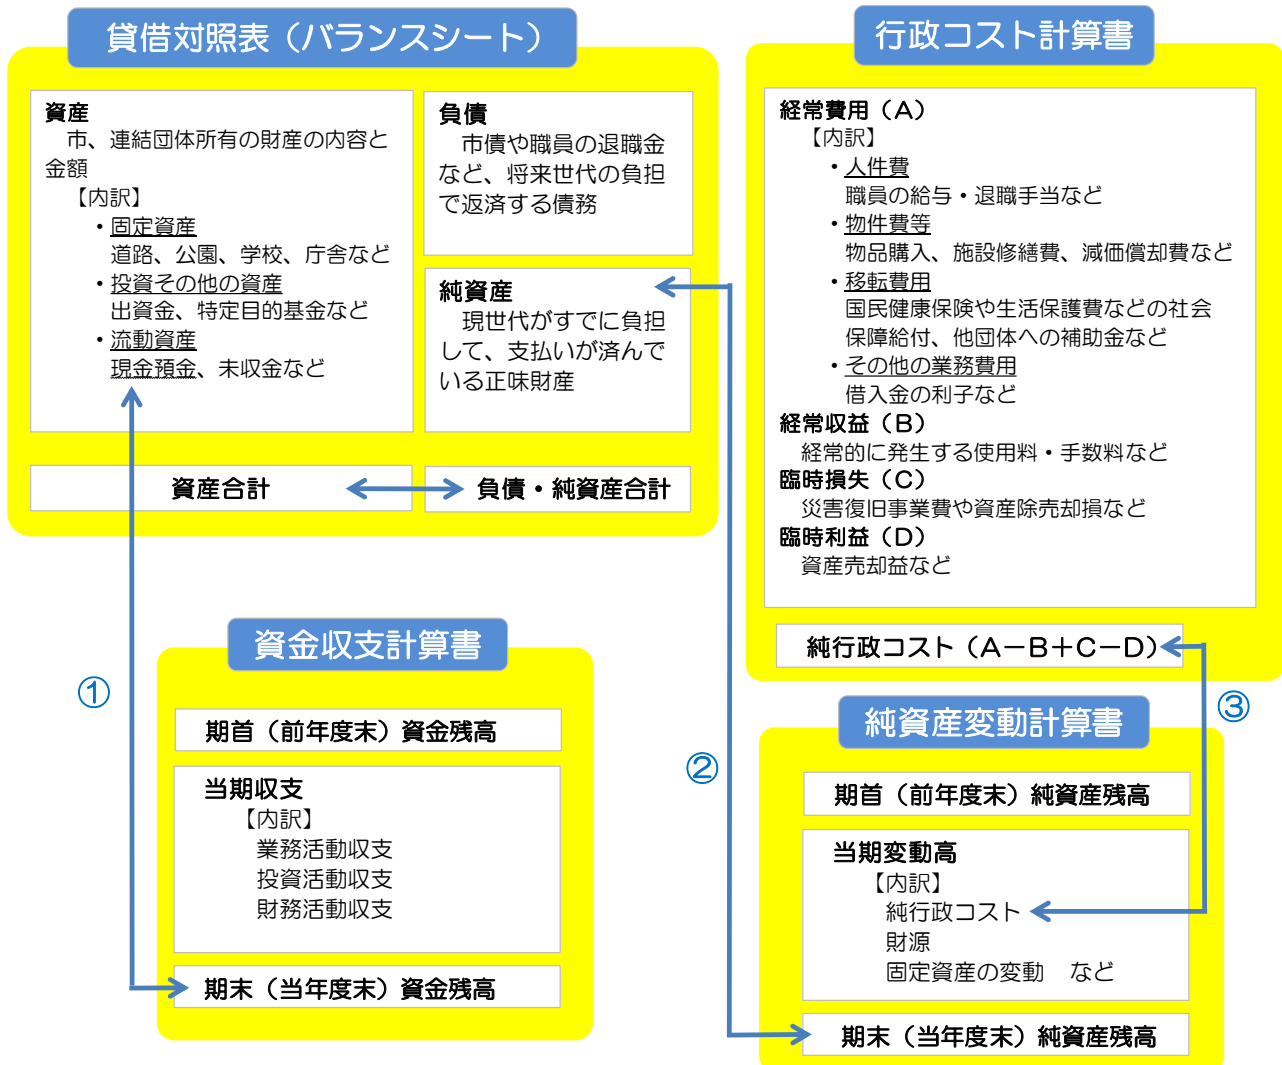 貸借対照表（バランスシート）
資産
市、連結団体所有の財産の内容と
金額
【内訳】
・固定資産
道路、公園、学校、庁舎など
・投資その他の資産
出資金、特定目的基金など
・流動資産
現金預金、未収金など
負債
市債や職員の退職金
など、将来世代の負担
で返済する債務
純資産
現世代がすでに負担
して、支払いが済んで
いる正味財産
資産合計
負債・純資産合計
行政コスト計算書
経常費用（Ａ）
【内訳】
・人件費
職員の給与・退職手当など
・物件費等
物品購入、施設修繕費、減価償却費など
・移転費用
国民健康保険や生活保護費などの社会
保障給付、他団体への補助金など
・その他の業務費用
借入金の利子など
経常収益（Ｂ）
経常的に発生する使用料・手数料など
臨時損失（Ｃ）
災害復旧事業費や資産除売却損など
臨時利益（Ｄ）
資産売却益など
純行政コスト（Ａ－Ｂ＋Ｃ－Ｄ）
①
資金収支計算書
期首（前年度末）資金残高
当期収支
【内訳】
業務活動収支
投資活動収支
財務活動収支
期末（当年度末）資金残高
②
③
純資産変動計算書
期首（前年度末）純資産残高
当期変動高
【内訳】
純行政コスト
財源
固定資産の変動　など
期末（当年度末）純資産残高